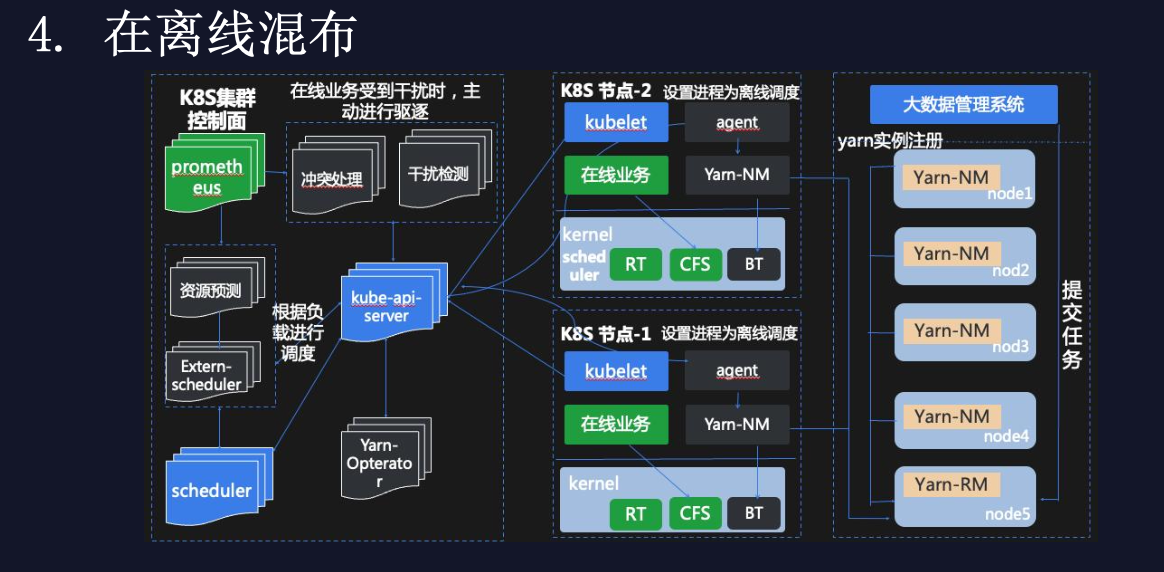 4. 在离线混布
K8S集群
控制面
在线业务受到干扰时，主
动进行驱逐
prometh
eus
冲突处理
干扰检测
资源预测
根据负
载进行
调度
Extern-
scheduler
kube-api-
server
scheduler
Yarn-
Opterato
r
K8S 节点-2 设置进程为离线调度
kubelet
agent
在线业务
Yarn-NM
kernel
sched
uler
RT
CFS
BT
K8S 节点-1 设置进程为离线调度
kubelet
agent
在线业务
Yarn-NM
kernel
RT
CFS
BT
大数据管理系统
yarn实例注册
Yarn-NM
node1
Yarn-NM
nod2
Yarn-NM
nod3
Yarn-NM
node4
Yarn-RM
node5
提
交
任
务